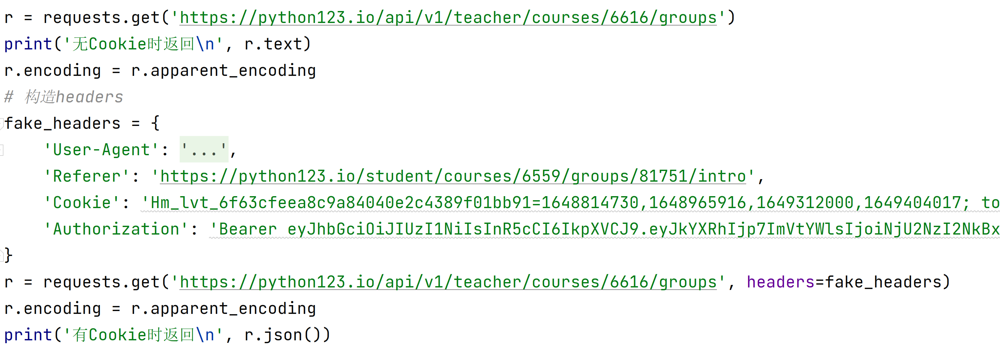 r = requests.get('https://python123.io/api/v1/teacher/courses/6616/groups')
print('无Cookie时返回\n', r.text)
r.encoding = r.apparent_encoding
# 构造headers
fake_headers = {
    'User-Agent': '...',
    'Referer': 'https://python123.io/student/courses/6559/groups/81751/intro',
    'Cookie': 'Hm_lvt_6f63cfeea8c9a84040e2c4389f01bb91=1648814730,1648965916,1649312000,1649404017; to
    'Authorization': 'Bearer eyJhbGciOiJIUzI1NiIsInR5cCI6IkpXVCJ9.eyJkYXRhIjp7ImVtYWlsIjoiNjU2NzI2NkBx
}
r = requests.get('https://python123.io/api/v1/teacher/courses/6616/groups', headers=fake_headers)
r.encoding = r.apparent_encoding
print('有Cookie时返回\n', r.json())